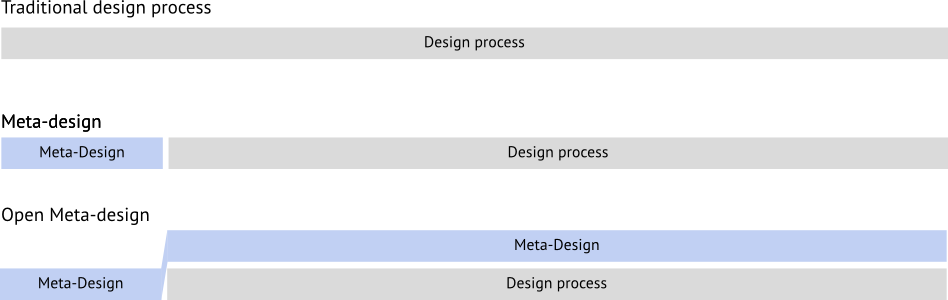 Traditional design process
Design process
Meta-design
Meta-Design
Design process
Open Meta-design
Meta-Design
Meta-Design
Design process